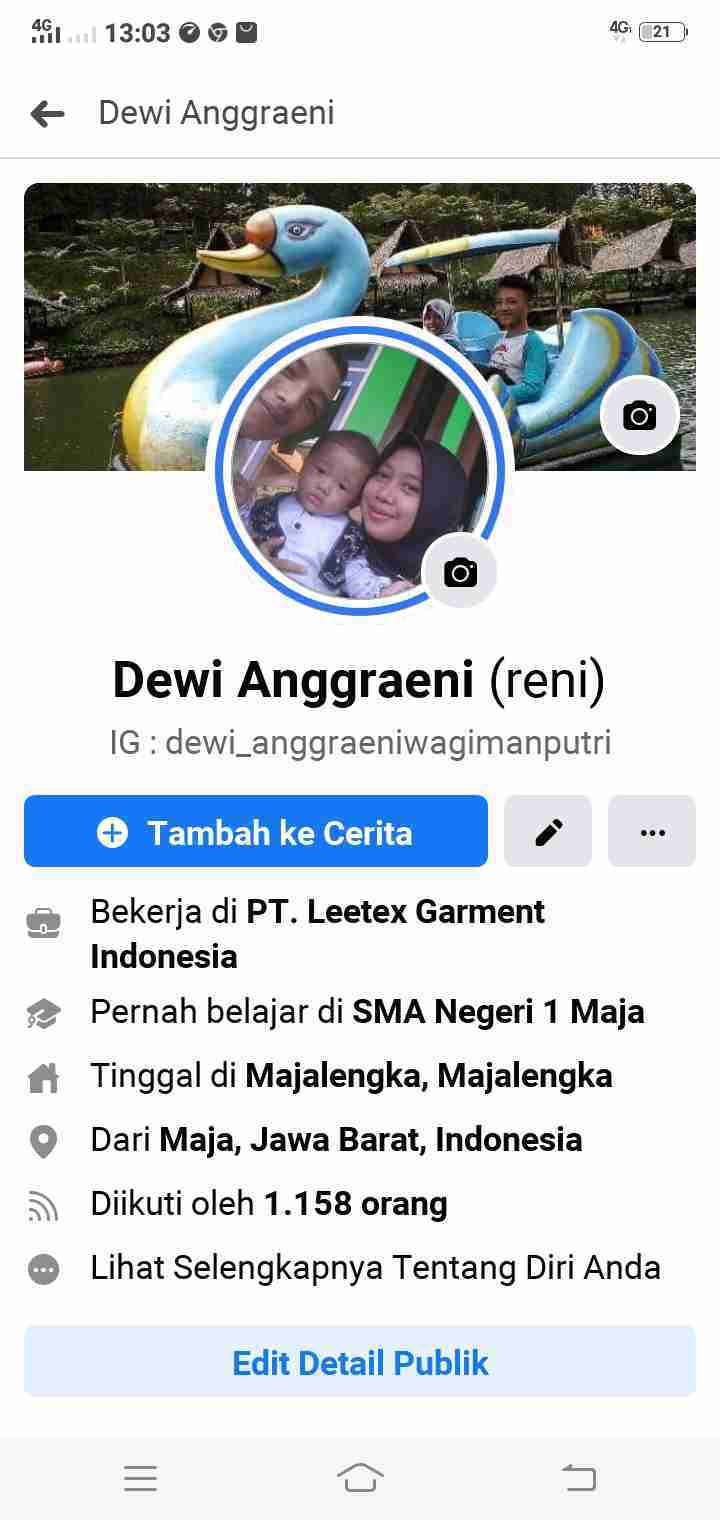 4G 13:03 4G 21
Dewi Anggraeni
Dewi Anggraeni (reni)
IG : dewi_anggraeniwagimanputri
Tambah ke Cerita
Bekerja di PT. Leetex Garment
Indonesia
Pernah belajar di SMA Negeri 1 Maja
Tinggal di Majalengka, Majalengka
Dari Maja, Jawa Barat, Indonesia
Diikuti oleh 1.158 orang
Lihat Selengkapnya Tentang Diri Anda
Edit Detail Publik